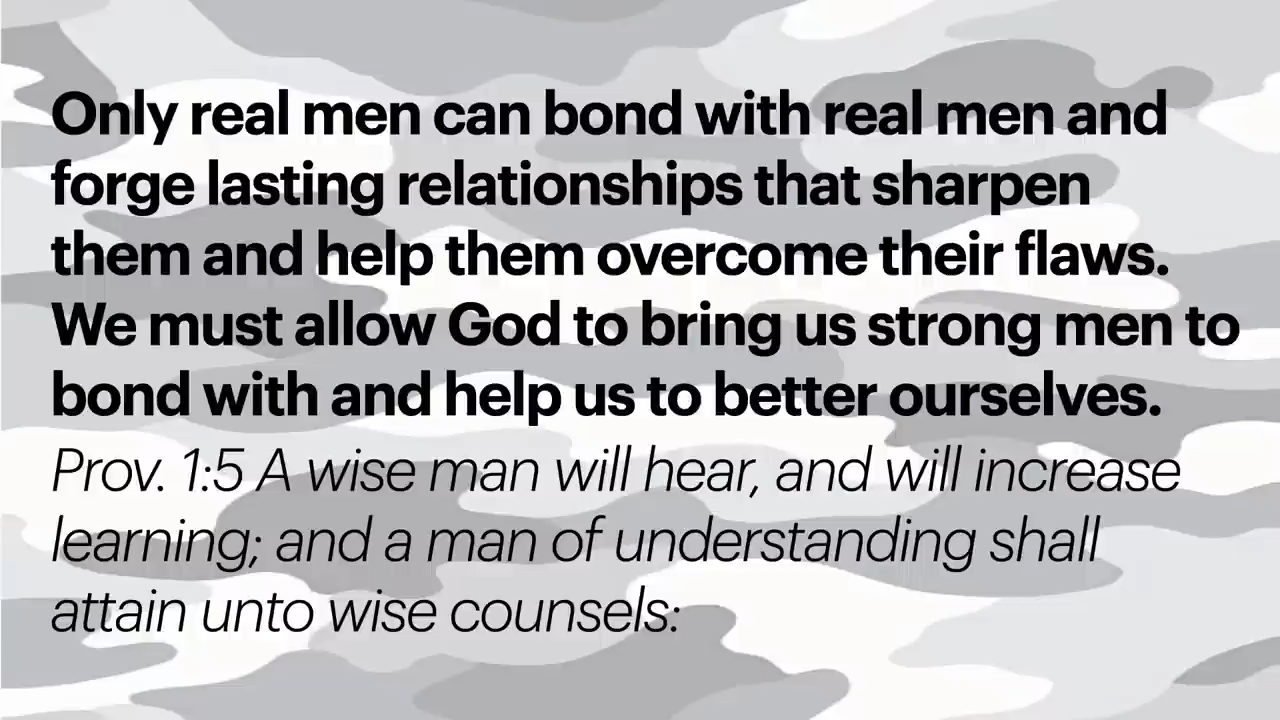 Only real men can bond with real men and
forge lasting relationships that sharpen
them and help them overcome their flaws.
We must allow God to bring us strong men to
bond with and help us to better ourselves.
Prov. 1:5 A wise man will hear, and will increase
learning; and a man of understanding shall
attain unto wise counsels: